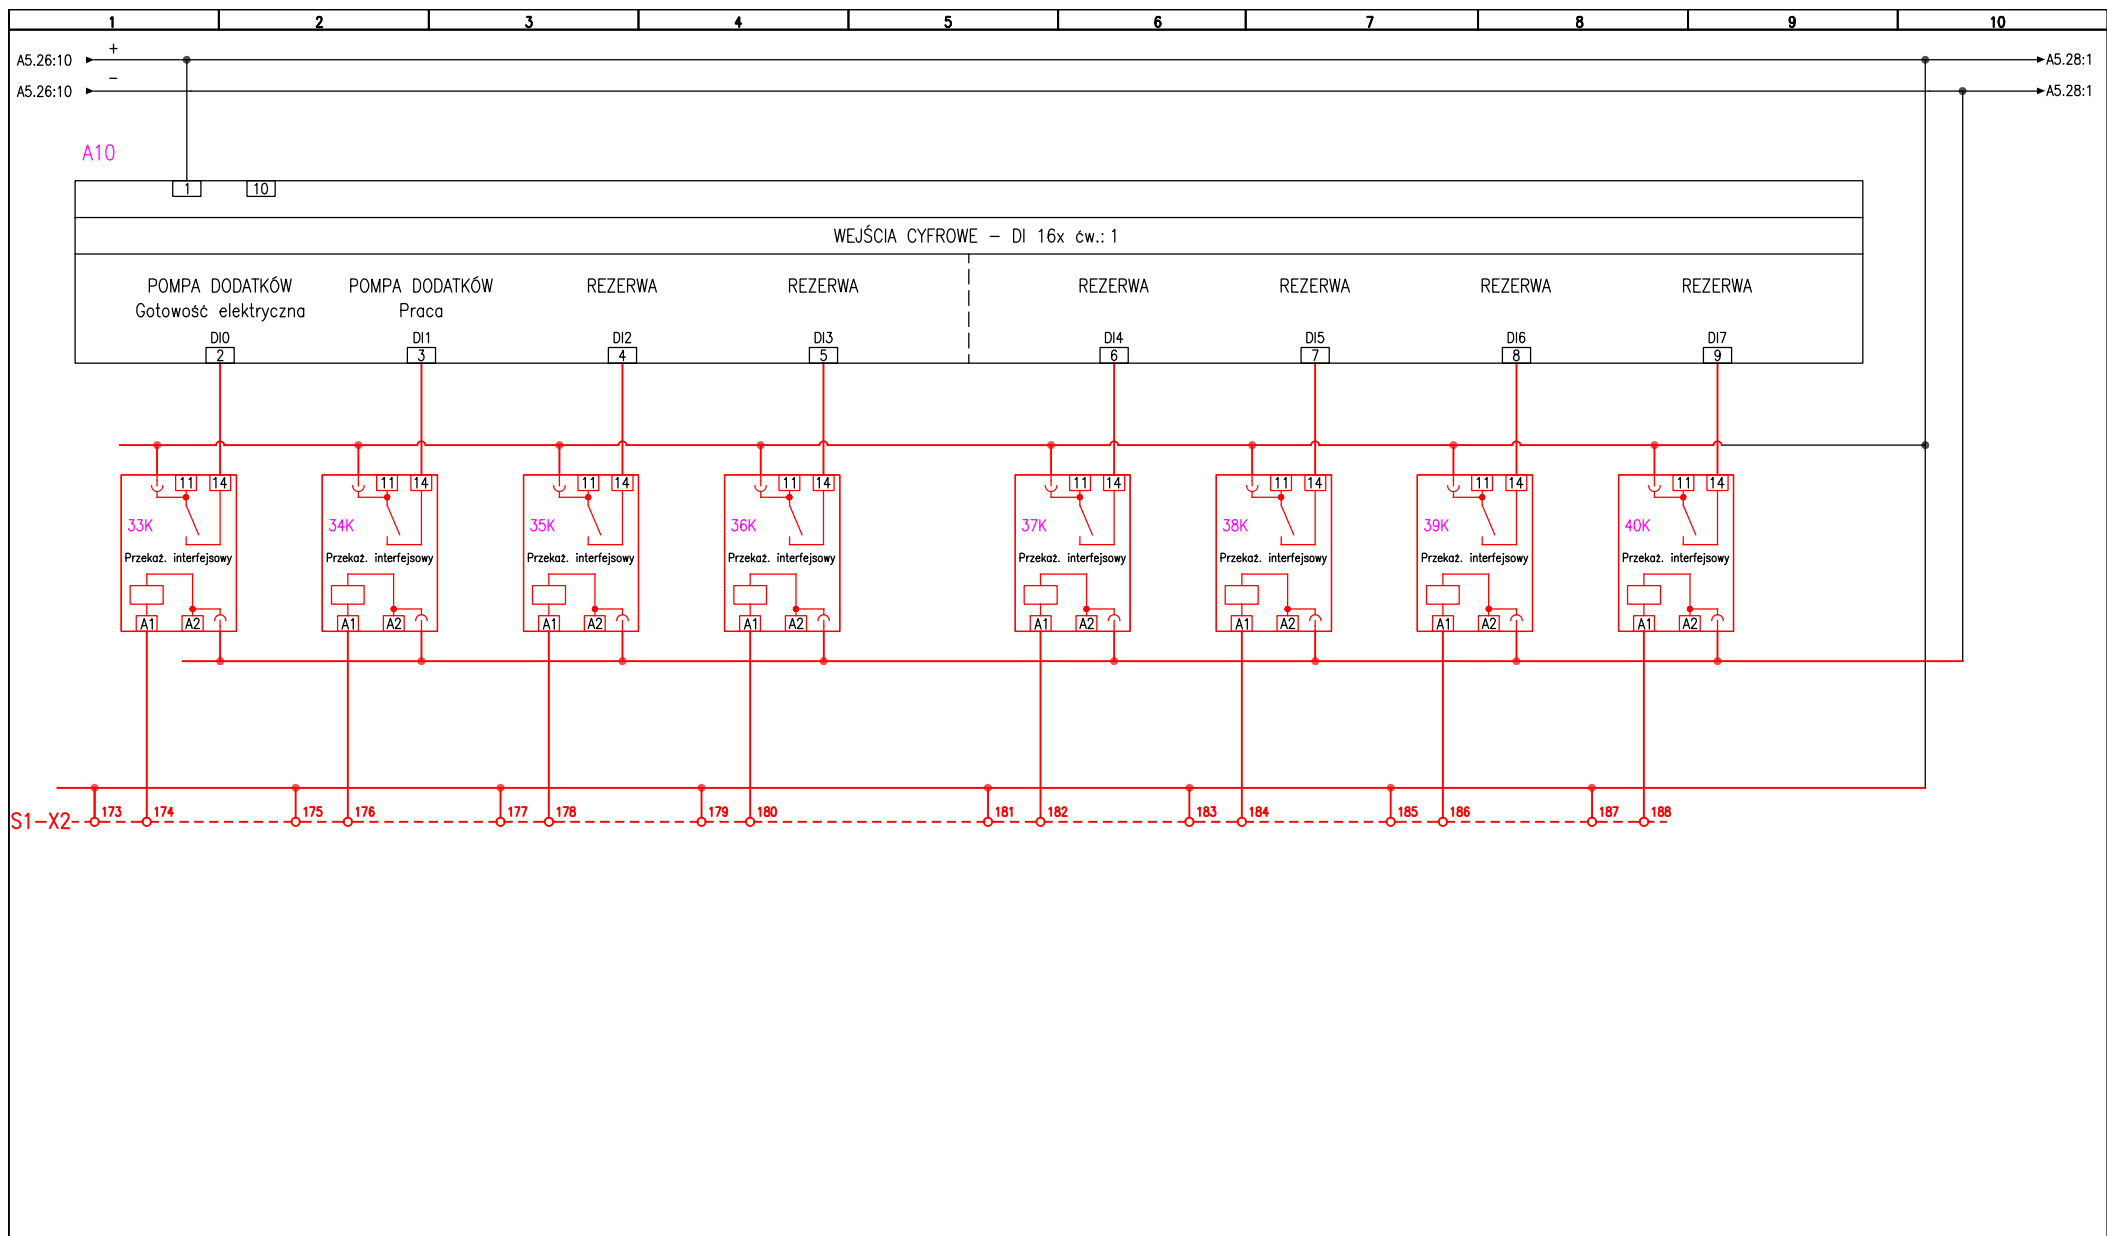 1 2 3 4 5 6 7 8 9 10
+
A5.26:10 A5.28:1
-
A5.26:10 A5.28:1
A10
1 10
WEJŚCIA CYFROWE - DI 16x ćw.: 1
POMPA DODATKÓW POMPA DODATKÓW REZERWA REZERWA REZERWA REZERWA REZERWA REZERWA
Gotowość elektryczna Praca
DI0 DI1 DI2 DI3 DI4 DI5 DI6 DI7
2 3 4 5 6 7 8 9
11 14 11 14 11 14 11 14 11 14 11 14 11 14 11 14
33K 34K 35K 36K 37K 38K 39K 40K
Przekaź. interfejsowy Przekaź. interfejsowy Przekaź. interfejsowy Przekaź. interfejsowy Przekaź. interfejsowy Przekaź. interfejsowy Przekaź. interfejsowy Przekaź. interfejsowy
A1 A2 A1 A2 A1 A2 A1 A2 A1 A2 A1 A2 A1 A2 A1 A2
S1-X2 173 174 175 176 177 178 179 180 181 182 183 184 185 186 187 188